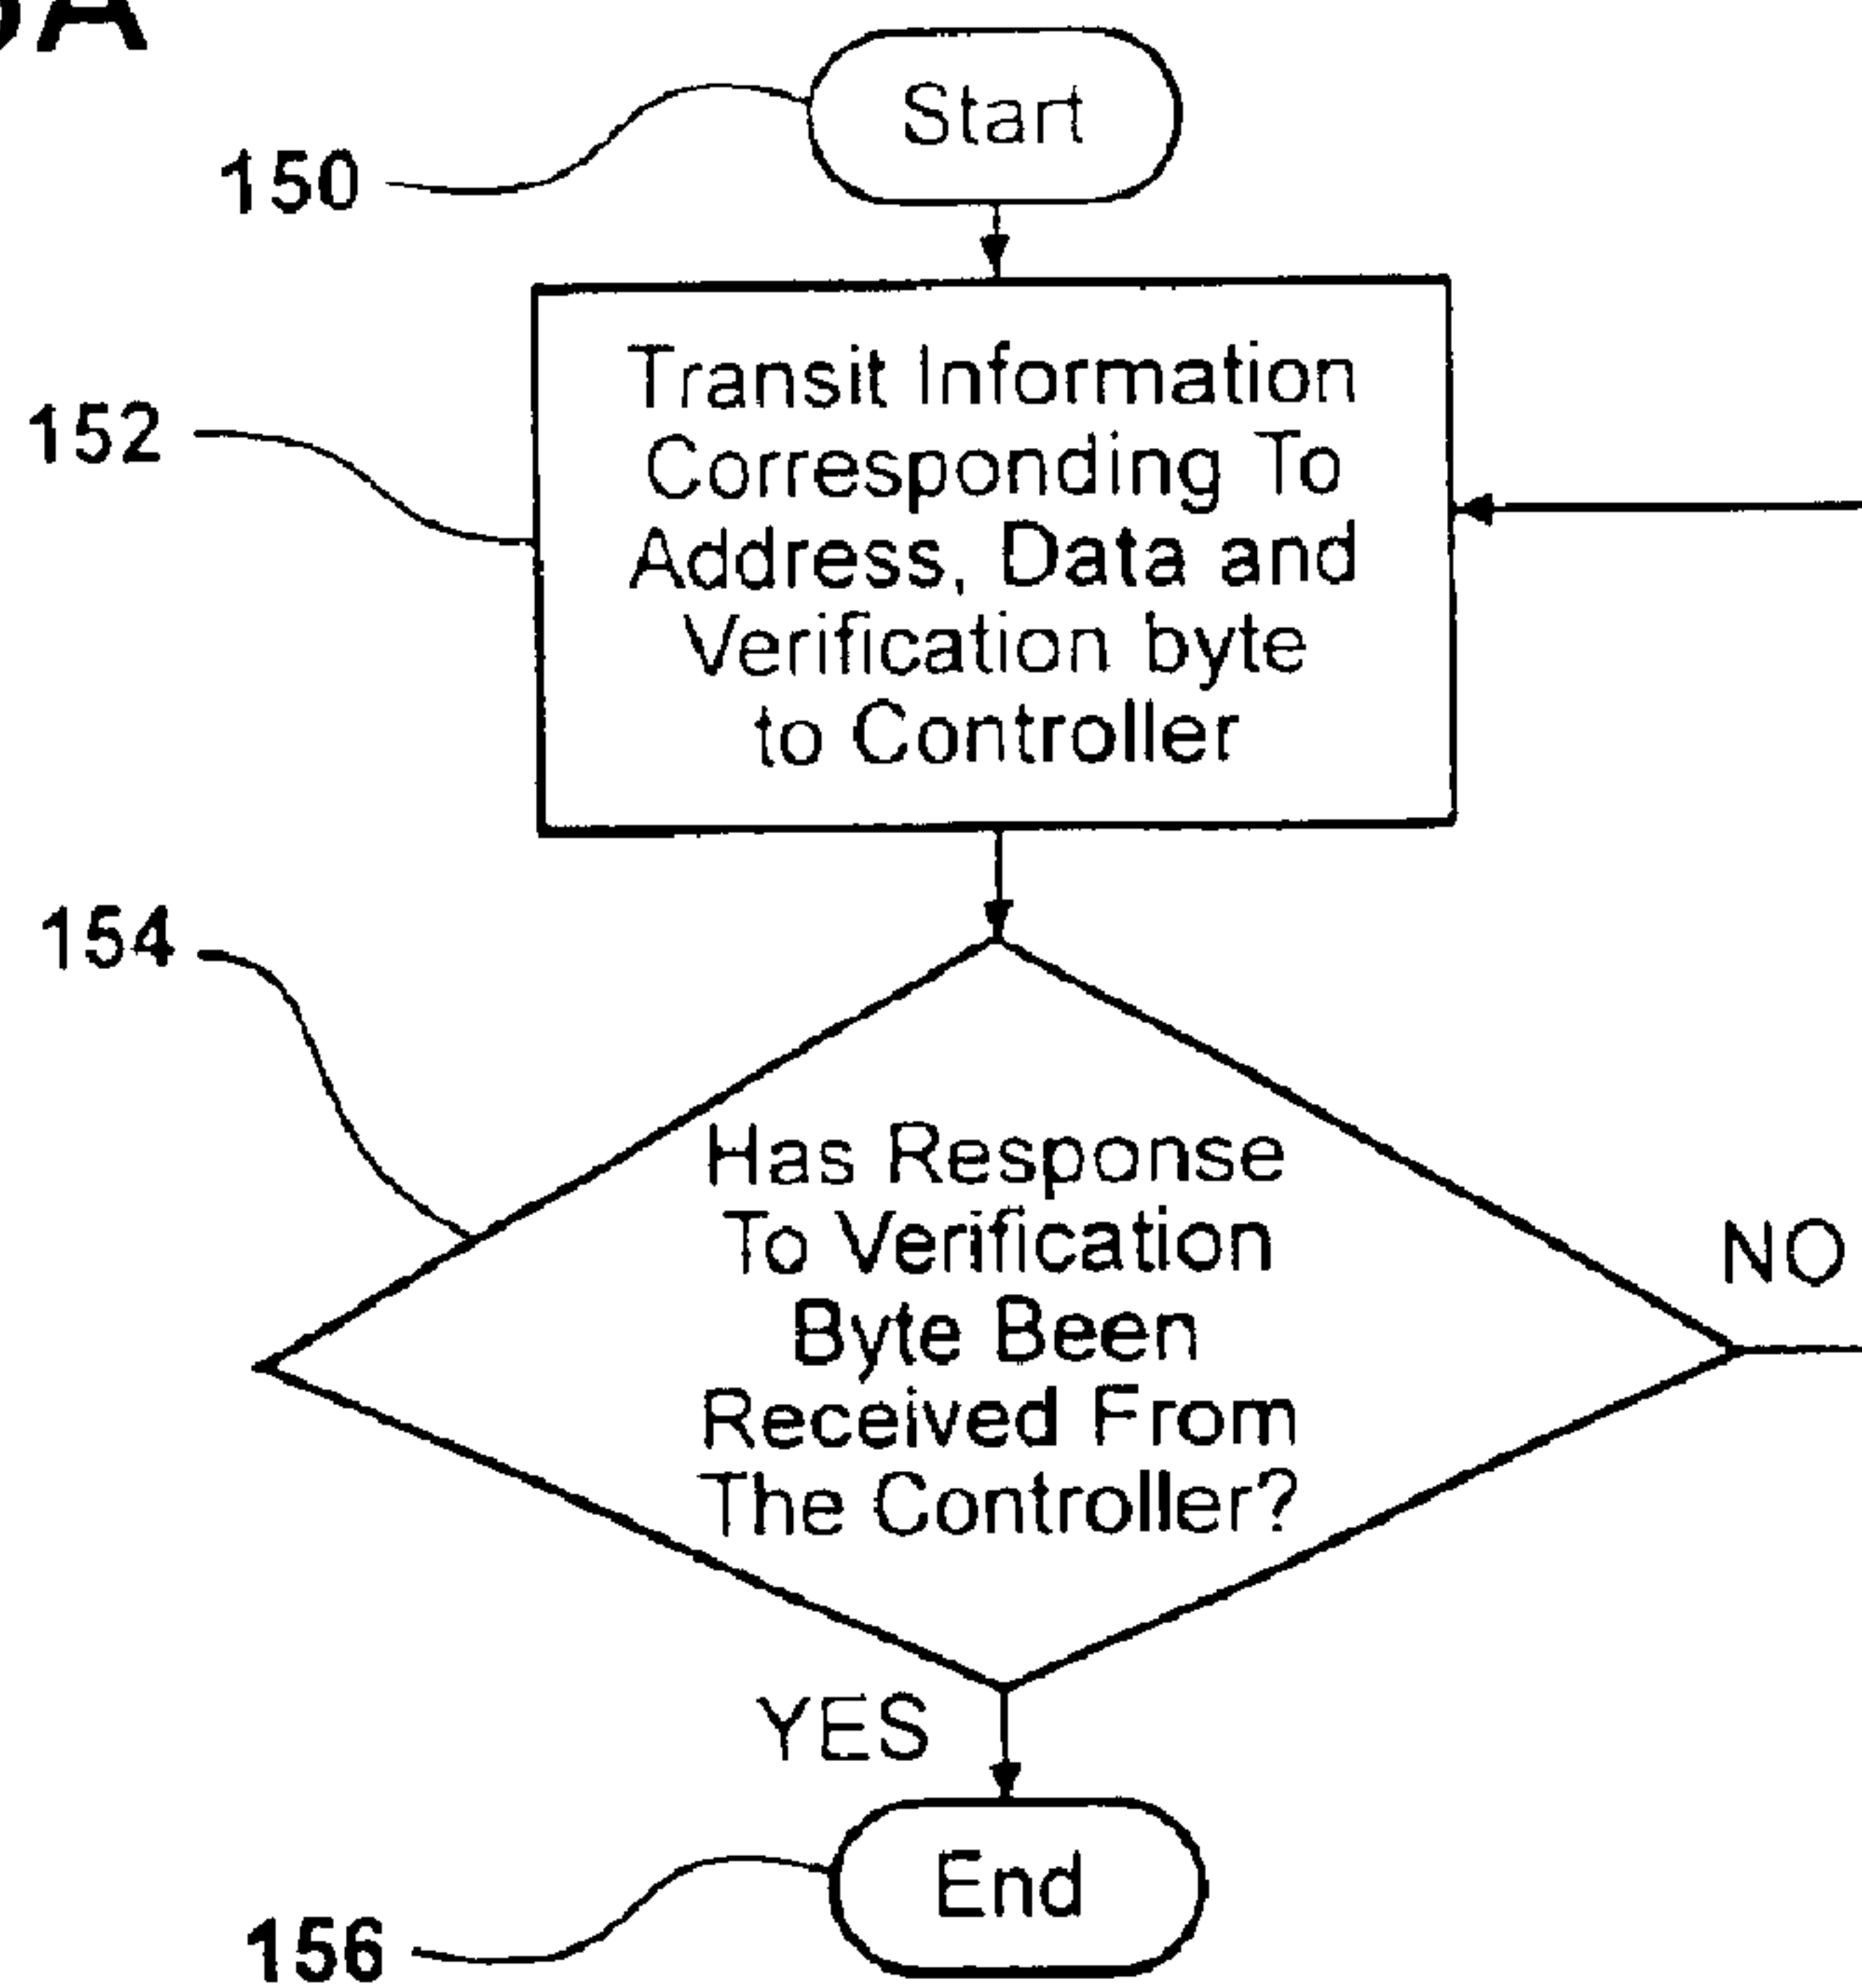 150
Start
152
Transit Information
Corresponding To
Address, Data and
Verification byte
to Controller
154
Has Response
To Verification
Byte Been
Received From
The Controller?
NO
YES
End
156